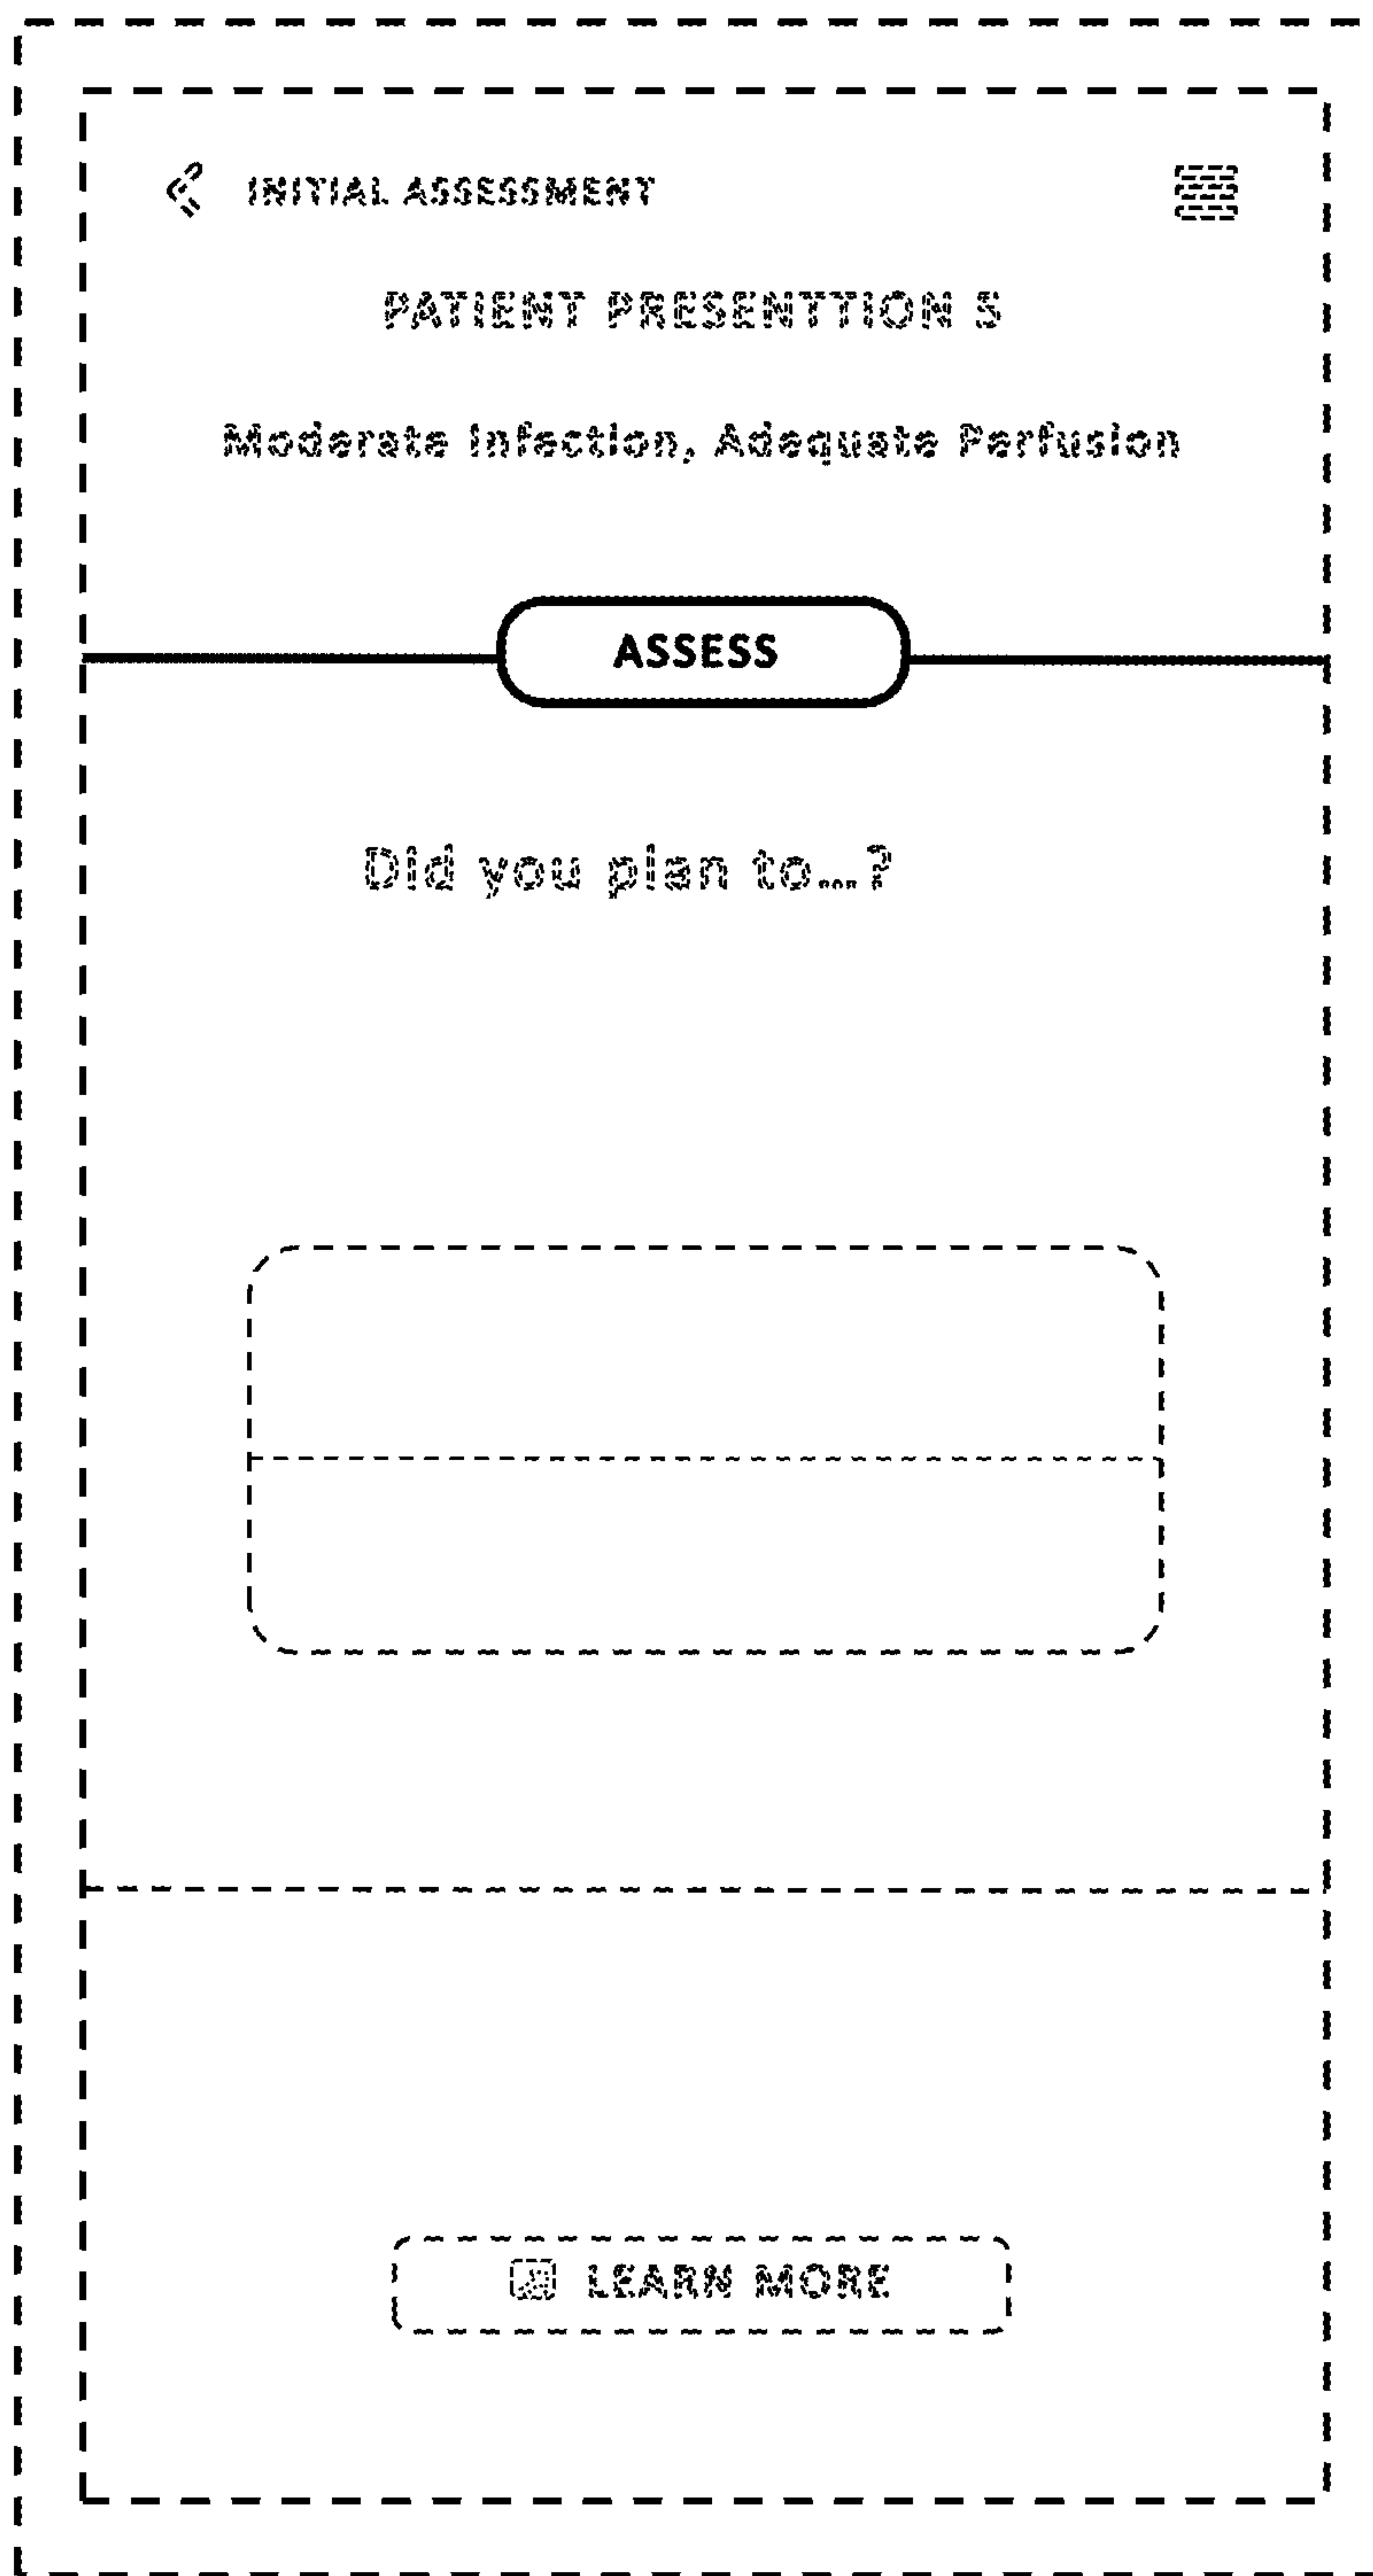 INITIAL ASSESSMENT
PATIENT PRESENTTION 5
Moderate Infection, Adequate Perfusion
ASSESS
Did you plan to...?
LEARN MORE